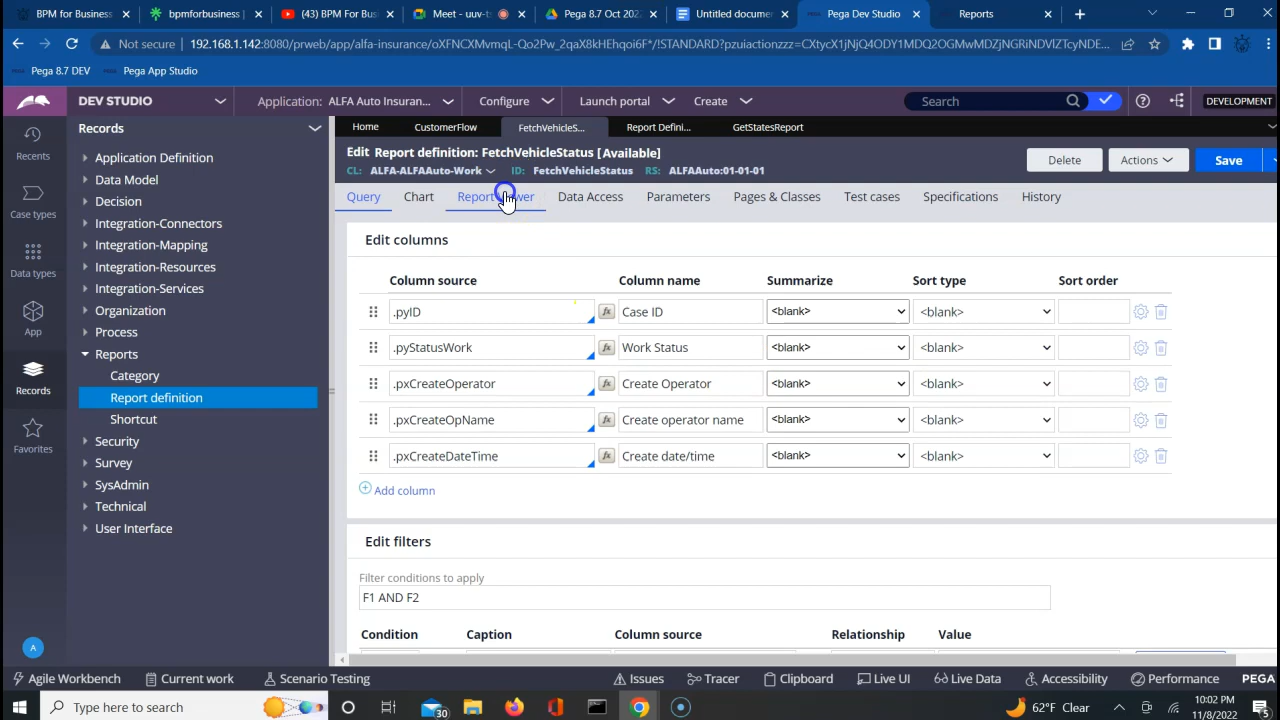 BPM for Business
bpmforbusiness |
(43) BPM For Bus
Meet - uuv-ts
Pega 8.7 Oct 202
Untitled docume
Pega Dev Studio
Reports
Not secure | 192.168.1.142:8080/prweb/app/alfa-insurance/
Pega 8.7 DEV
Pega App Studio
DEV STUDIO
Application: ALFA Auto Insuran...
Configure
Launch portal
Create
Search
DEVELOPMENT
Recents
Case types
Data types
App
Records
Favorites
A
Records
Application Definition
Data Model
Decision
Integration-Connectors
Integration-Mapping
Integration-Resources
Integration-Services
Organization
Process
Reports
Category
Report definition
Shortcut
Security
Survey
SysAdmin
Technical
User Interface
Home
CustomerFlow
FetchVehicleS...
Report Defini...
GetStatesReport
Edit Report definition: FetchVehicleStatus [Available]
CL: ALFA-ALFAAuto-Work ID: FetchVehicleStatus RS: ALFAAuto:01-01-01
Delete
Actions
Save
Query
Chart
Data Access
Parameters
Pages & Classes
Test cases
Specifications
History
Edit columns
Column source Column name Summarize Sort type Sort order
.pyID fx Case ID <blank> <blank>
.pyStatusWork fx Work Status <blank> <blank>
.pxCreateOperator fx Create Operator <blank> <blank>
.pxCreateOpName fx Create operator name <blank> <blank>
.pxCreateDateTime fx Create date/time <blank> <blank>
Add column
Edit filters
Filter conditions to apply
F1 AND F2
Condition Caption Column source Relationship Value
Agile Workbench
Current work
Scenario Testing
Issues
Tracer
Clipboard
Live UI
Live Data
Accessibility
Performance
PEGA
Type here to search
30
62°F Clear
10:02 PM
11/8/2022
5